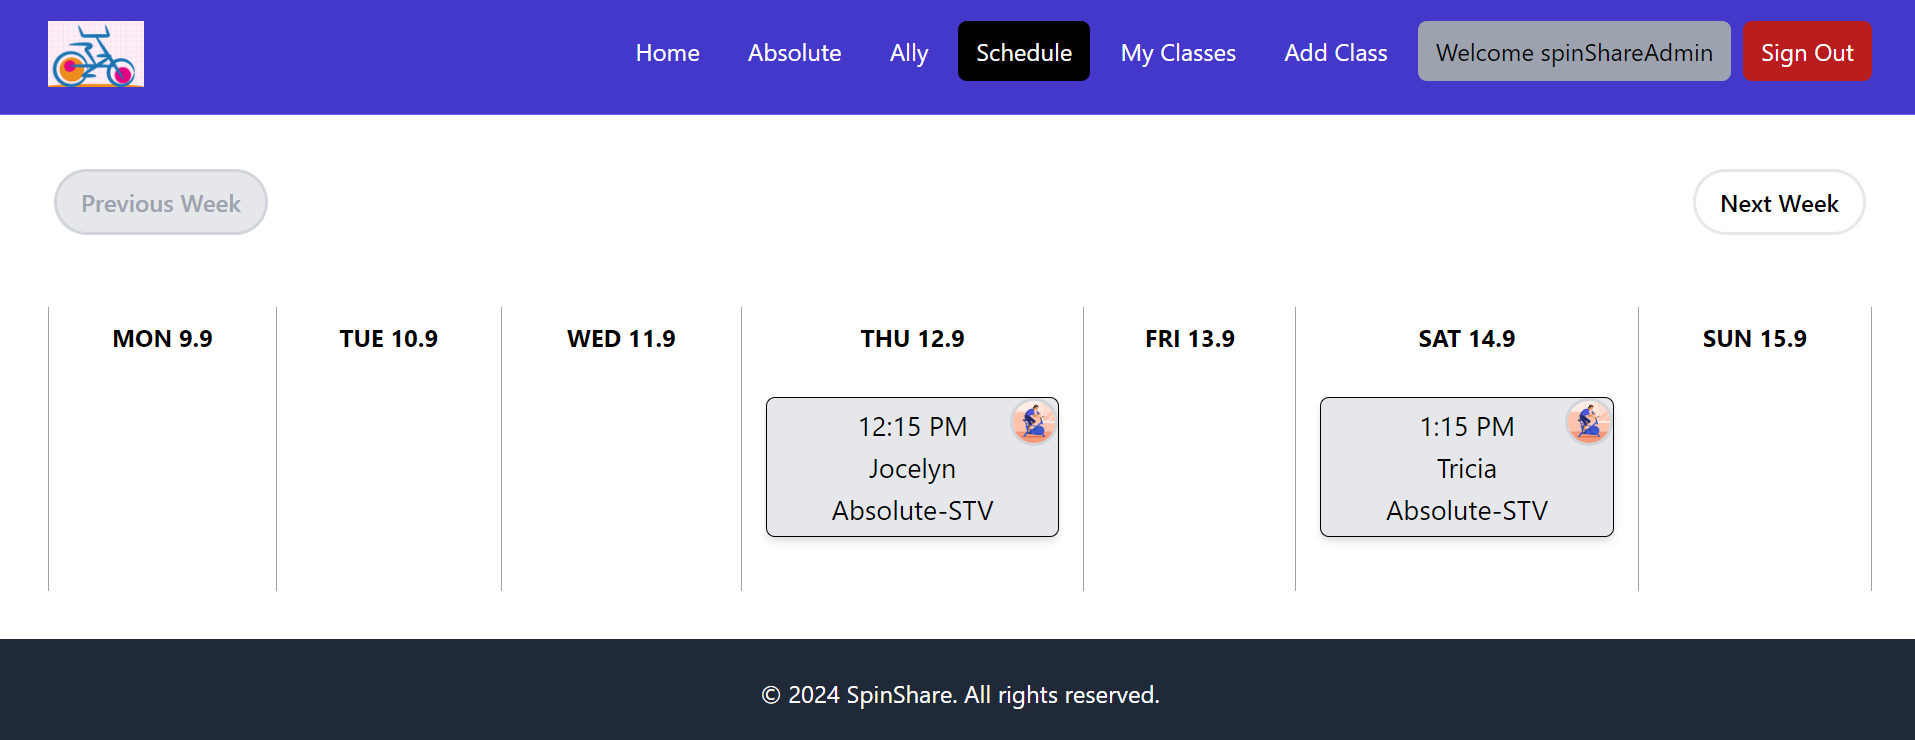 Home Absolute Ally Schedule My Classes Add Class Welcome spinShareAdmin Sign Out
Previous Week Next Week
MON 9.9 TUE 10.9 WED 11.9 THU 12.9 FRI 13.9 SAT 14.9 SUN 15.9
12:15 PM
Jocelyn
Absolute-STV
1:15 PM
Tricia
Absolute-STV
© 2024 SpinShare. All rights reserved.